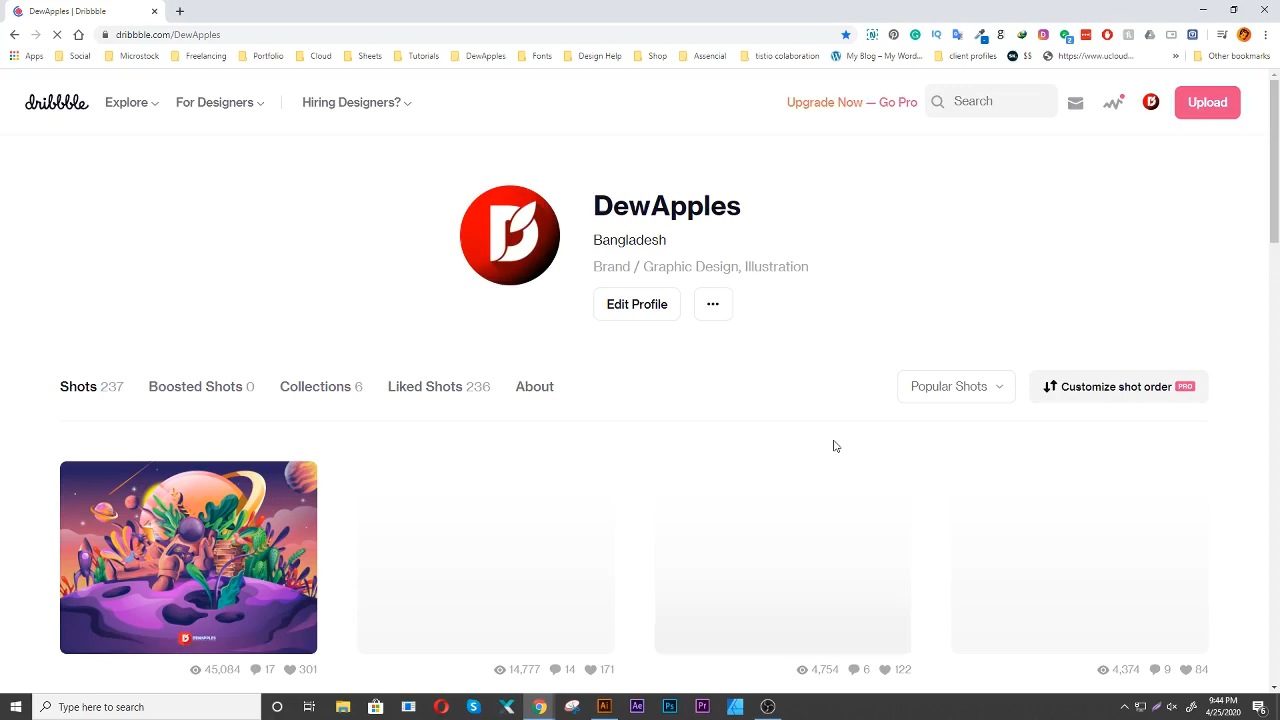 DewApples | Dribbble
dribbble.com/DewApples
Apps Social Microstock Freelancing Portfolio Cloud Sheets Tutorials DewApples Fonts Design Help Shop Assencial tistio collaboration My Blog — My Word... client profiles $$ https://www.ucloud... » Other bookmarks
dribbble Explore For Designers Hiring Designers? Upgrade Now — Go Pro Search Upload
DewApples
Bangladesh
Brand / Graphic Design, Illustration
Edit Profile
Shots 237 Boosted Shots 0 Collections 6 Liked Shots 236 About Popular Shots Customize shot order PRO
DEWAPPLES
45,084 17 301 14,777 14 171 4,754 6 122 4,374 9 84
Type here to search Ai Ae Ps Pr
9:44 PM
4/25/2020